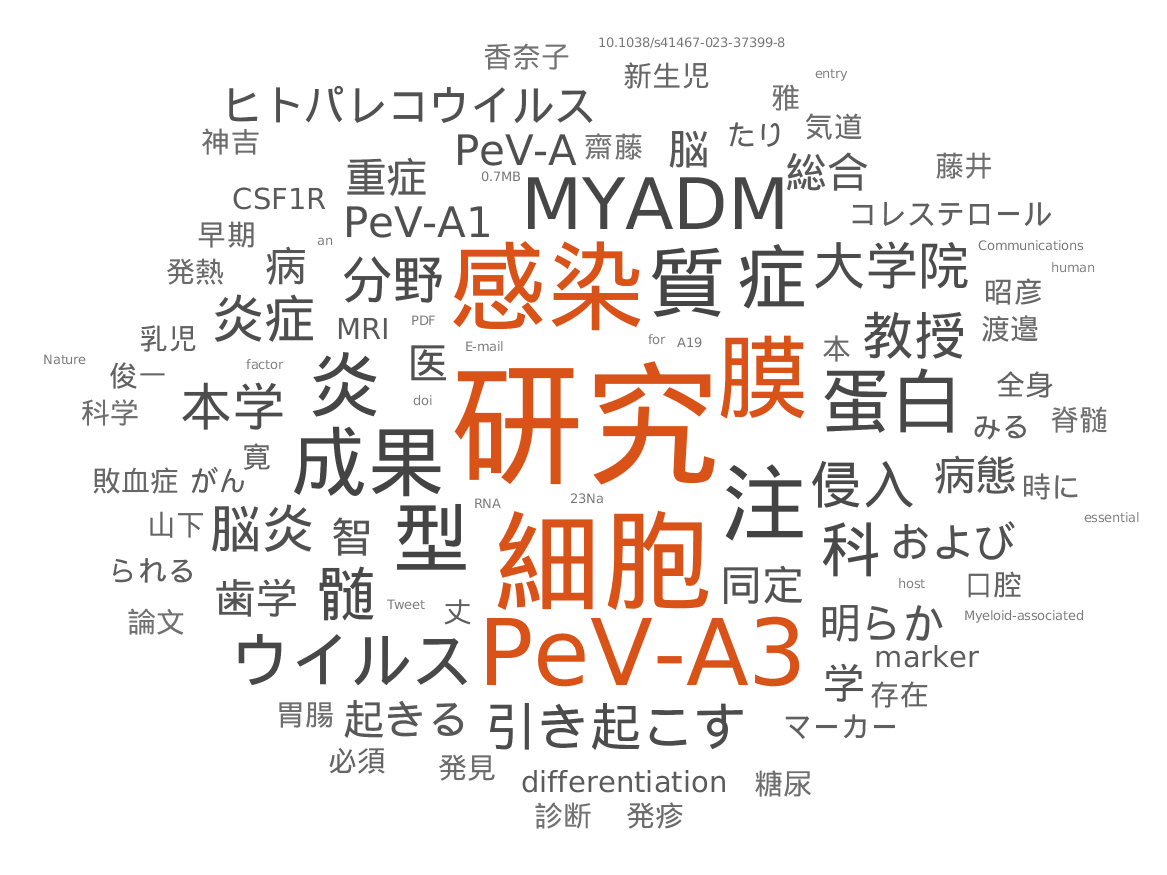 10.1038/s41467-023-37399-8
香奈子
新生児
entry
雅
ヒトパレコウイルス
たり
気道
神吉
PeV-A
齋藤
脳
総合
藤井
重症
0.7MB
MYADM
CSF1R
PeV-A1
コレステロール
早期
an
Communications
発熱
病
分野
感染
質
症
大学院
human
昭彦
炎症
MRI
PDF
乳児
E-mail
for
A19
膜
本
教授
渡邉
Nature
俊一
factor
炎
医
研究
蛋白
全身
科学
本学
doi
みる
脊髄
寛
成果
敗血症
がん
注
侵入
病態
時に
RNA
23Na
山下
脳炎
智
型
細胞
科
および
essential
られる
歯学
髄
同定
host
口腔
論文
Tweet
丈
明らか
Myeloid-associated
ウイルス
PeV-A3
学
marker
存在
胃腸
起きる
引き起こす
マーカー
必須
発見
differentiation
糖尿
診断
発疹